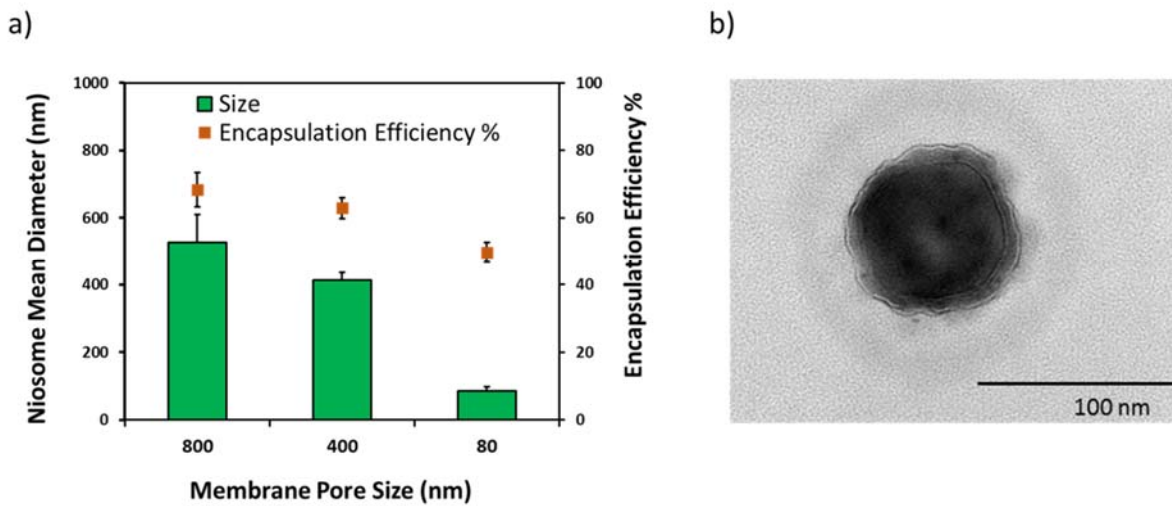 a)
b)
Niosome Mean Diameter (nm)
1000
800
600
400
200
0
Size
Encapsulation Efficiency %
100
80
60
40
20
0
Encapsulation Efficiency %
800
400
80
Membrane Pore Size (nm)
100 nm